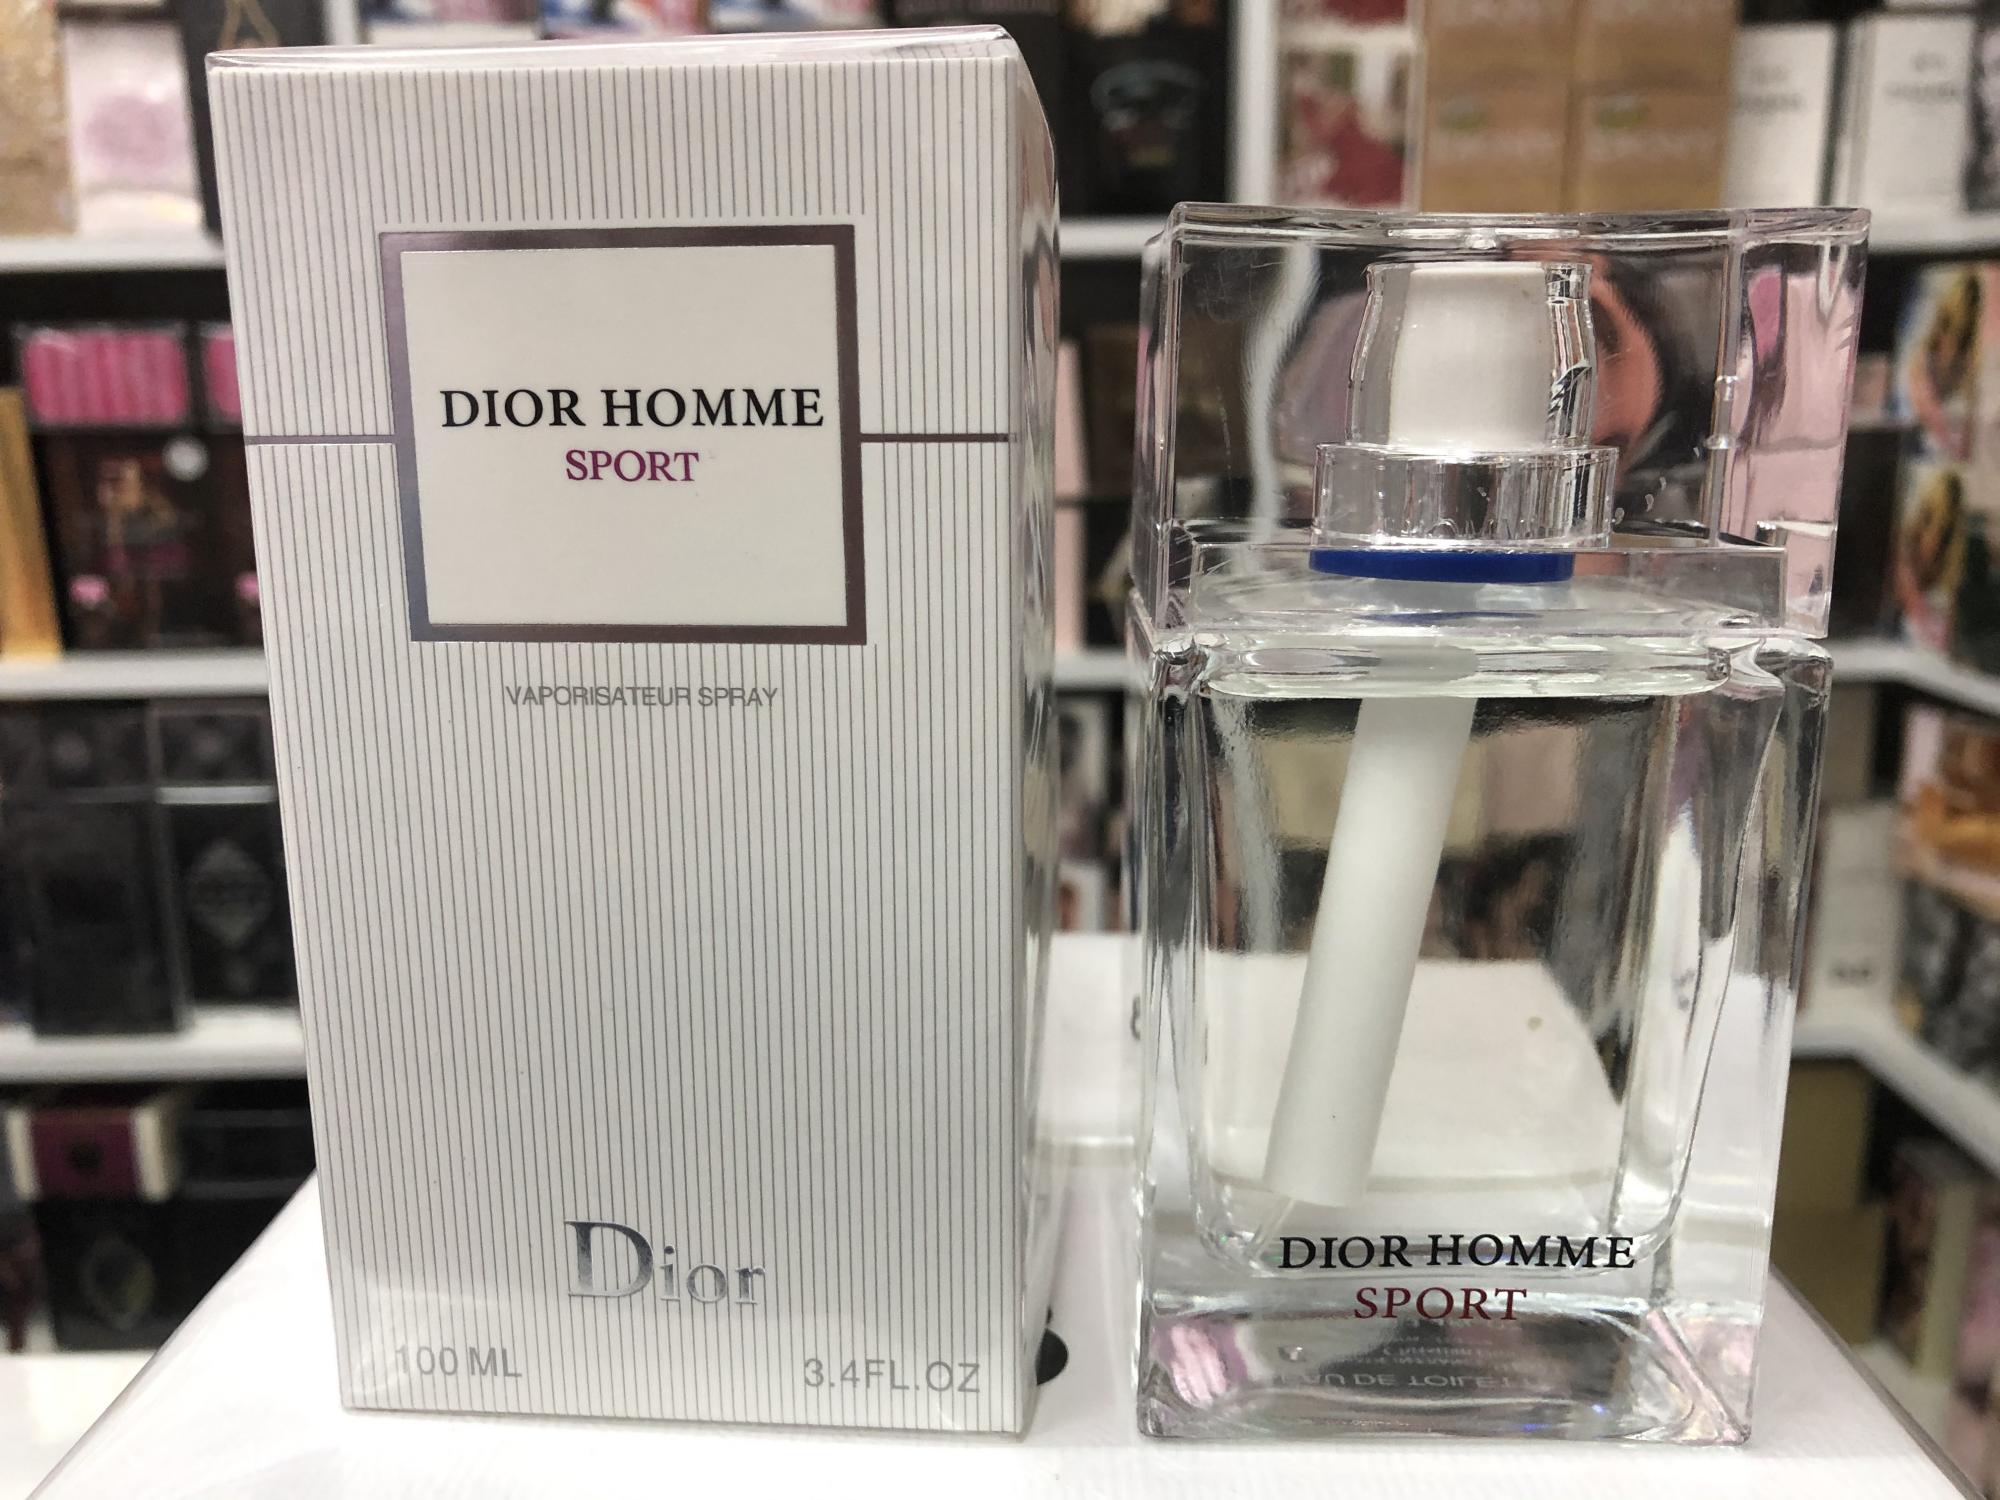 DIOR HOMME
SPORT
VAPORISATEUR SPRAY
Dior
100 ML
3.4FL.OZ
DIOR HOMME
SPORT